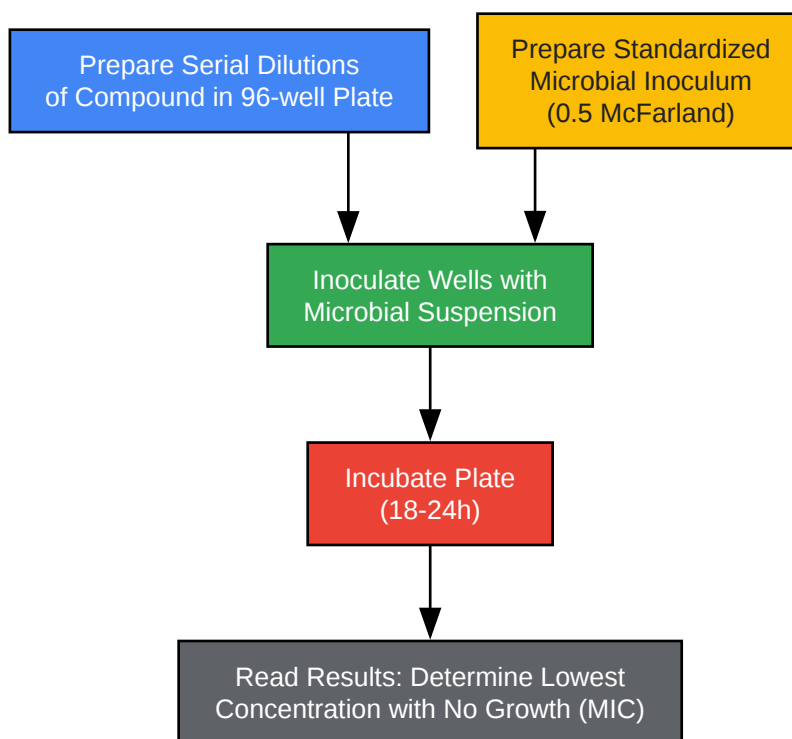 Prepare Serial Dilutions
of Compound in 96-well Plate
Prepare Standardized
Microbial Inoculum
(0.5 McFarland)
Inoculate Wells with
Microbial Suspension
Incubate Plate
(18-24h)
Read Results: Determine Lowest
Concentration with No Growth (MIC)